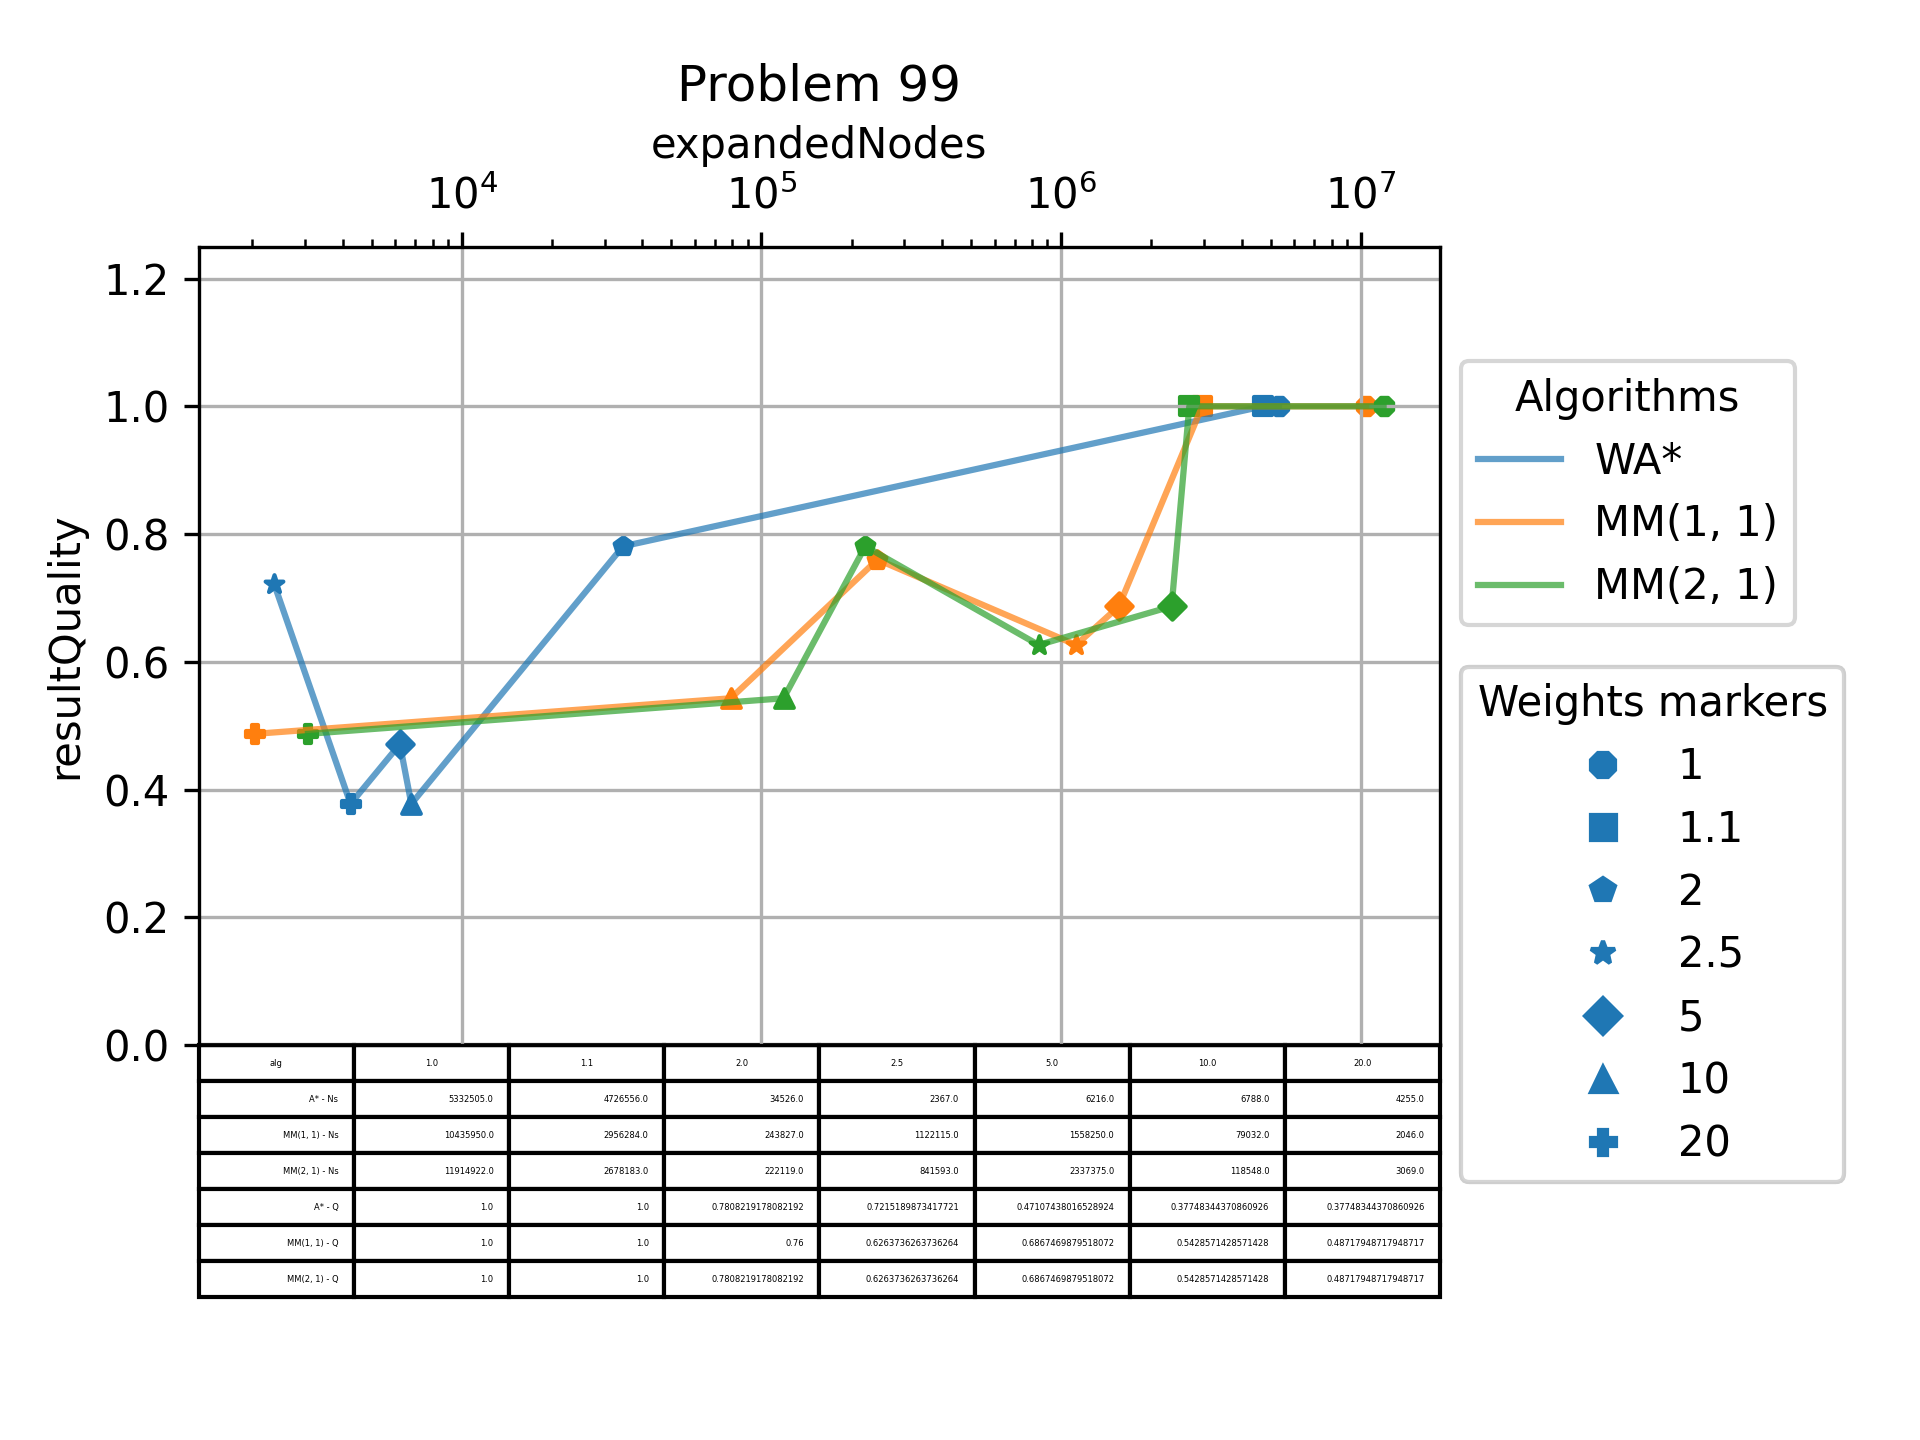 Problem 99
expandedNodes
10^4 10^5 10^6 10^7
resultQuality
1.2
1.0
0.8
0.6
0.4
0.2
0.0
Algorithms
WA*
MM(1, 1)
MM(2, 1)
Weights markers
1
1.1
2
2.5
5
10
20
alg 1.0 1.1 2.0 2.5 5.0 10.0 20.0
A* - Ns 5332505.0 4726556.0 34526.0 2367.0 6216.0 6788.0 4255.0
MM(1, 1) - Ns 10435950.0 2956284.0 243827.0 1122115.0 1558250.0 79032.0 2046.0
MM(2, 1) - Ns 11914922.0 2678183.0 222119.0 841593.0 2337375.0 118548.0 3069.0
A* - Q 1.0 1.0 0.7808219178082192 0.7215189873417721 0.47107438016528924 0.37748344370860926 0.37748344370860926
MM(1, 1) - Q 1.0 1.0 0.76 0.6263736263736264 0.6867469879518072 0.5428571428571428 0.48717948717948717
MM(2, 1) - Q 1.0 1.0 0.7808219178082192 0.6263736263736264 0.6867469879518072 0.5428571428571428 0.48717948717948717